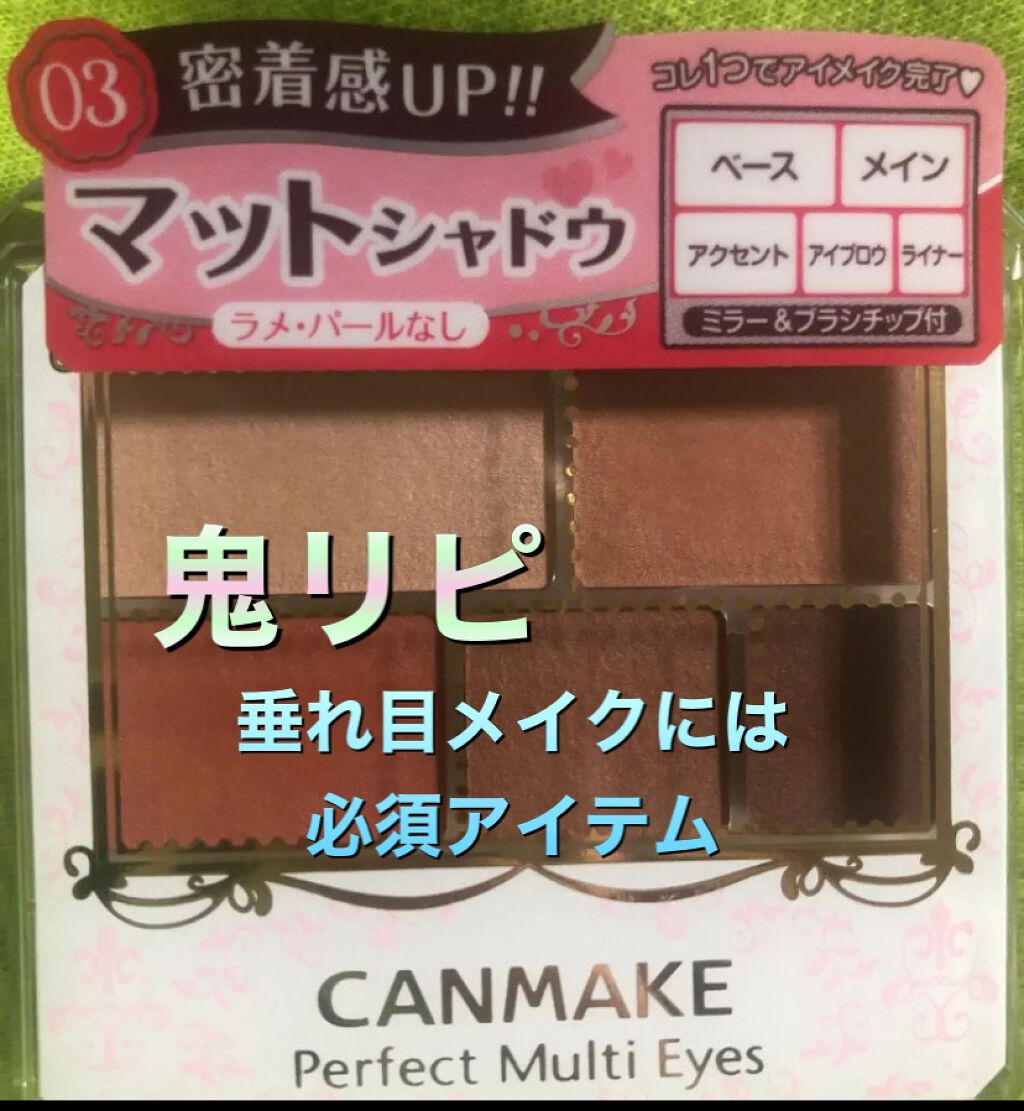 03
密着感UP!!
マットシャドウ
ラメ・パールなし
コレ1つでアイメイク完了♥
ベース
メイン
アクセント
アイブロウ
ライナー
ミラー&ブラシチップ付
鬼リピ
垂れ目メイクには
必須アイテム
CANMAKE
Perfect Multi Eyes